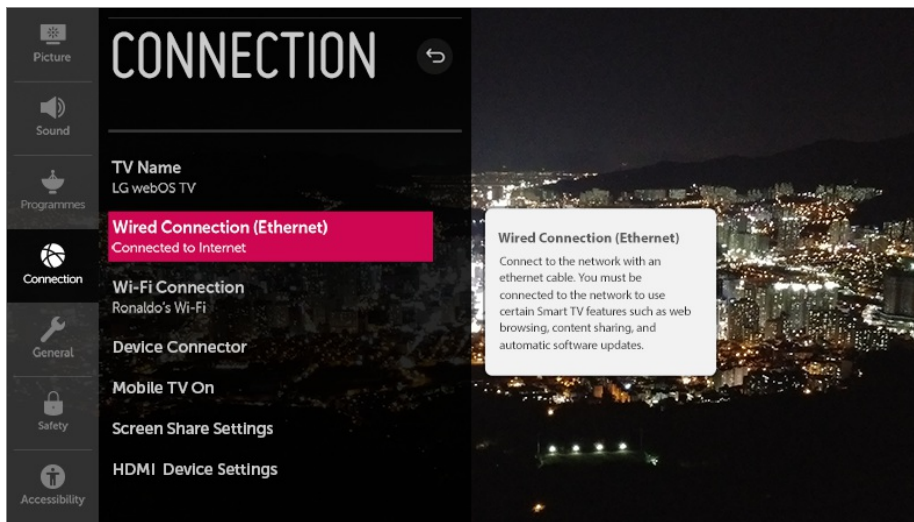 Picture
Sound
Programmes
Connection
General
Safety
Accessibility
CONNECTION
TV Name
LG webOS TV
Wired Connection (Ethernet)
Connected to Internet
Wi-Fi Connection
Ronaldo's Wi-Fi
Device Connector
Mobile TV On
Screen Share Settings
HDMI Device Settings
Wired Connection (Ethernet)
Connect to the network with an
ethernet cable. You must be
connected to the network to use
certain Smart TV features such as web
browsing, content sharing, and
automatic software updates.